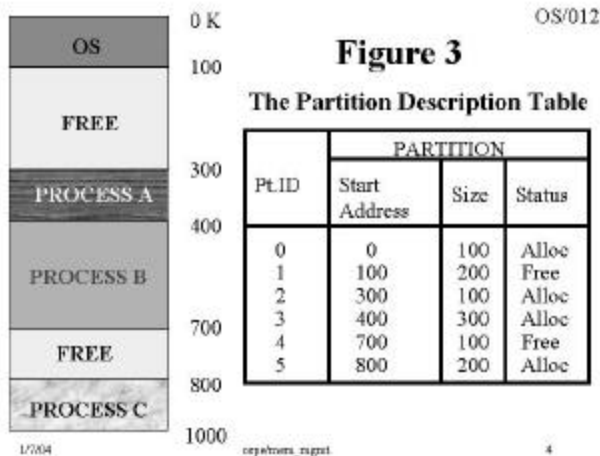 OS/012
0 K
OS
100
FREE
300
PROCESS A
400
PROCESS B
700
FREE
800
PROCESS C
1000
Figure 3
The Partition Description Table
PARTITION
Pt.ID Start Address Size Status
0 0 100 Alloc
1 100 200 Free
2 300 100 Alloc
3 400 300 Alloc
4 700 100 Free
5 800 200 Alloc
1/7/04
4